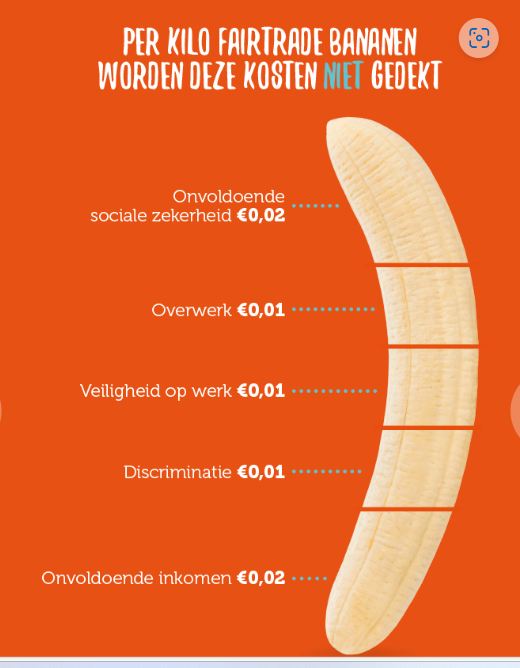 PER KILO FAIRTRADE BANANEN
WORDEN DEZE KOSTEN NIET GEDEKT
Onvoldoende
sociale zekerheid €0,02
Overwerk €0,01
Veiligheid op werk €0,01
Discriminatie €0,01
Onvoldoende inkomen €0,02